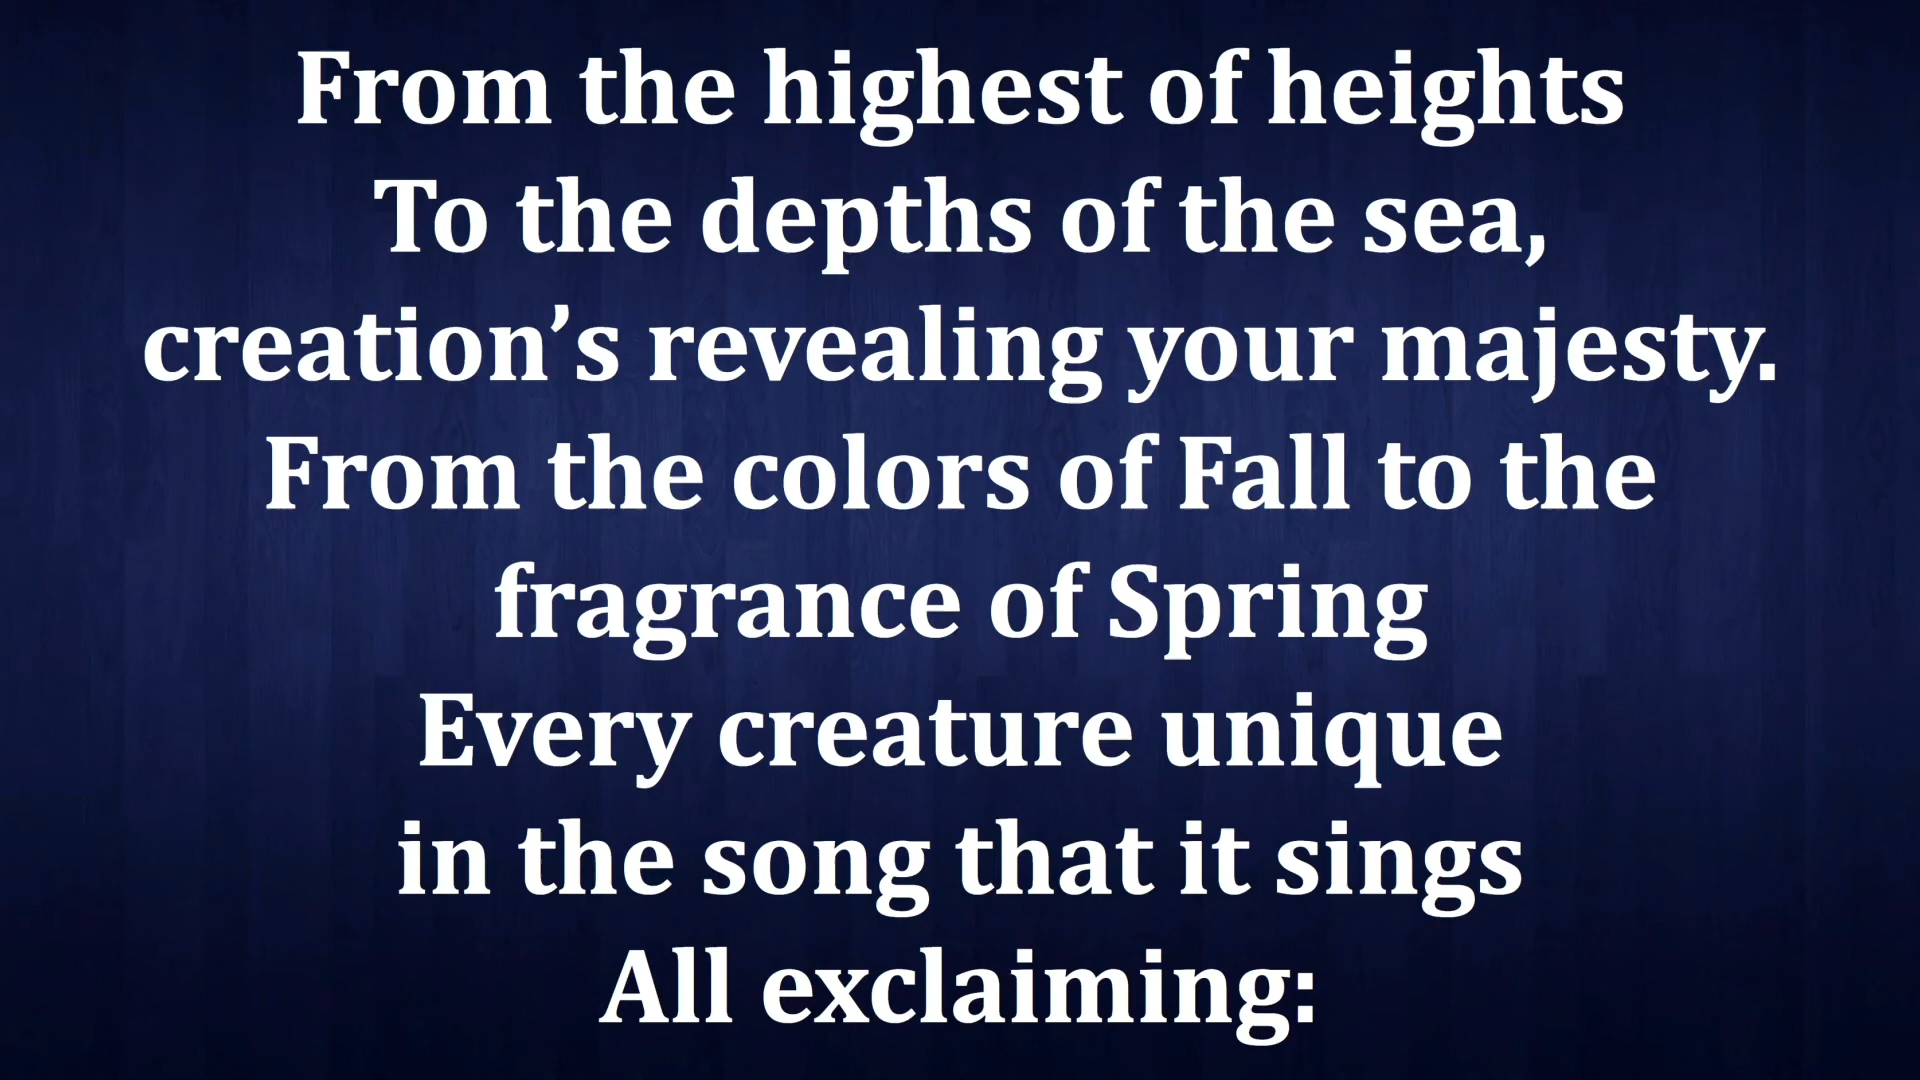 From the highest of heights
To the depths of the sea,
creation’s revealing your majesty.
From the colors of Fall to the
fragrance of Spring
Every creature unique
in the song that it sings
All exclaiming: